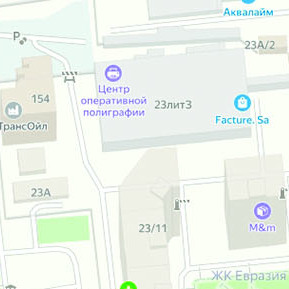 Аквалайм
P
23А/2
Центр
оперативной
полиграфии
154
23лит3
ТрансОйл
Facture. Sa
23А
23/11
M&m
ЖК Евразия